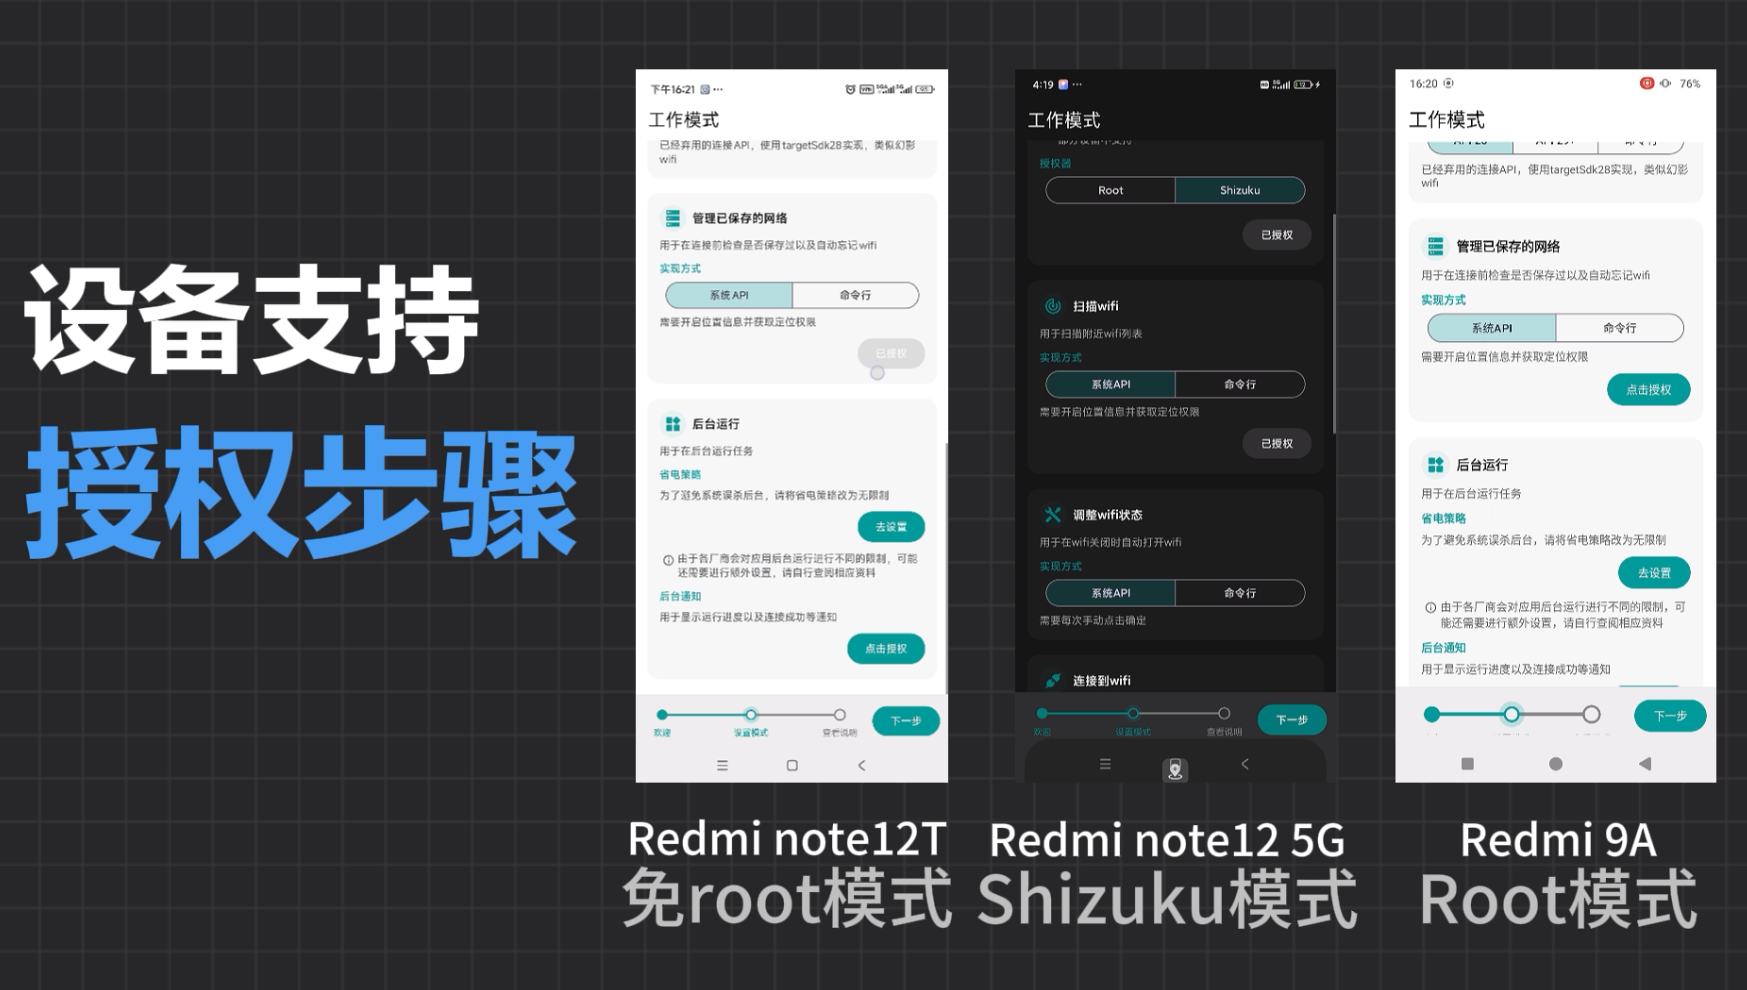 设备支持
授权步骤
下午16:21
工作模式
已经弃用的连接API，使用targetSdk28实现，类似幻影
wifi
管理已保存的网络
用于在连接前检查是否保存过以及自动忘记wifi
实现方式
系统 API
命令行
需要开启位置信息并获取定位权限
已授权
后台运行
用于在后台运行任务
省电策略
为了避免系统误杀后台，请将省电策略改为无限制
去设置
由于各厂商会对应用后台运行进行不同的限制，可能
还需要进行额外设置，请自行查阅相应资料
后台通知
用于显示运行进度以及连接成功等通知
点击授权
欢迎
设置模式
查看说明
下一步
Redmi note12T
免root模式
4:19
工作模式
部分设备不支持
授权器
Root
Shizuku
已授权
扫描wifi
用于扫描附近wifi列表
实现方式
系统API
命令行
需要开启位置信息并获取定位权限
已授权
调整wifi状态
用于在wifi关闭时自动打开wifi
实现方式
系统API
命令行
需要每次手动点击确定
连接到wifi
欢迎
设置模式
查看说明
下一步
Redmi note12 5G
Shizuku模式
16:20
76%
工作模式
命令行
已经弃用的连接API，使用targetSdk28实现，类似幻影
wifi
管理已保存的网络
用于在连接前检查是否保存过以及自动忘记wifi
实现方式
系统API
命令行
需要开启位置信息并获取定位权限
点击授权
后台运行
用于在后台运行任务
省电策略
为了避免系统误杀后台，请将省电策略改为无限制
去设置
由于各厂商会对应用后台运行进行不同的限制，可
能还需要进行额外设置，请自行查阅相应资料
后台通知
用于显示运行进度以及连接成功等通知
下一步
Redmi 9A
Root模式